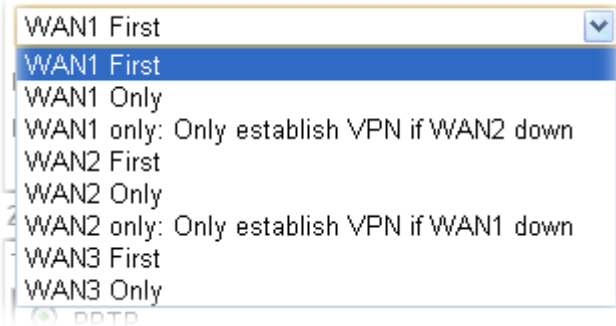 WAN1 First
WAN1 First
WAN1 Only
WAN1 only: Only establish VPN if WAN2 down
WAN2 First
WAN2 Only
WAN2 only: Only establish VPN if WAN1 down
WAN3 First
WAN3 Only
PPTP